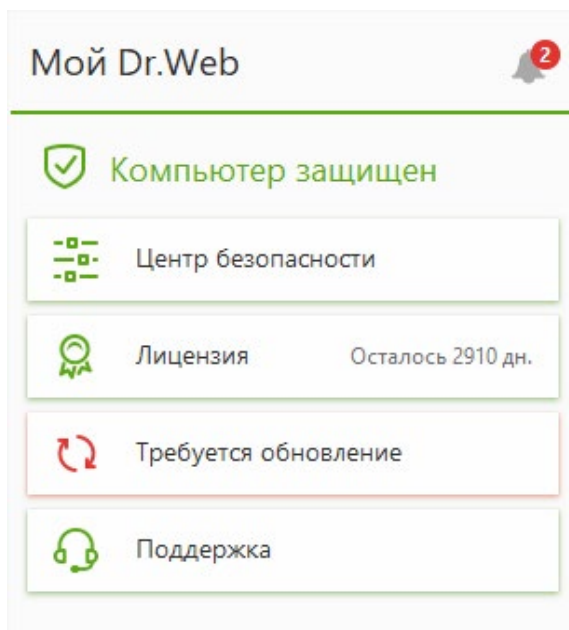 Мой Dr.Web
2
Компьютер защищен
Центр безопасности
Лицензия Осталось 2910 дн.
Требуется обновление
Поддержка